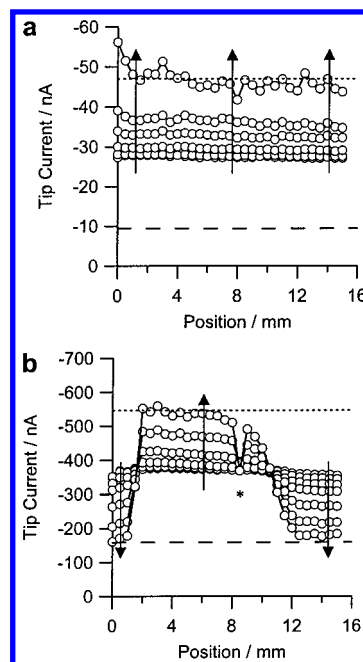 a
-60
-50
-40
-30
-20
-10
0
Tip Current / nA
0 4 8 12 16
Position / mm
b
-700
-600
-500
-400
-300
-200
-100
0
Tip Current / nA
*
0 4 8 12 16
Position / mm